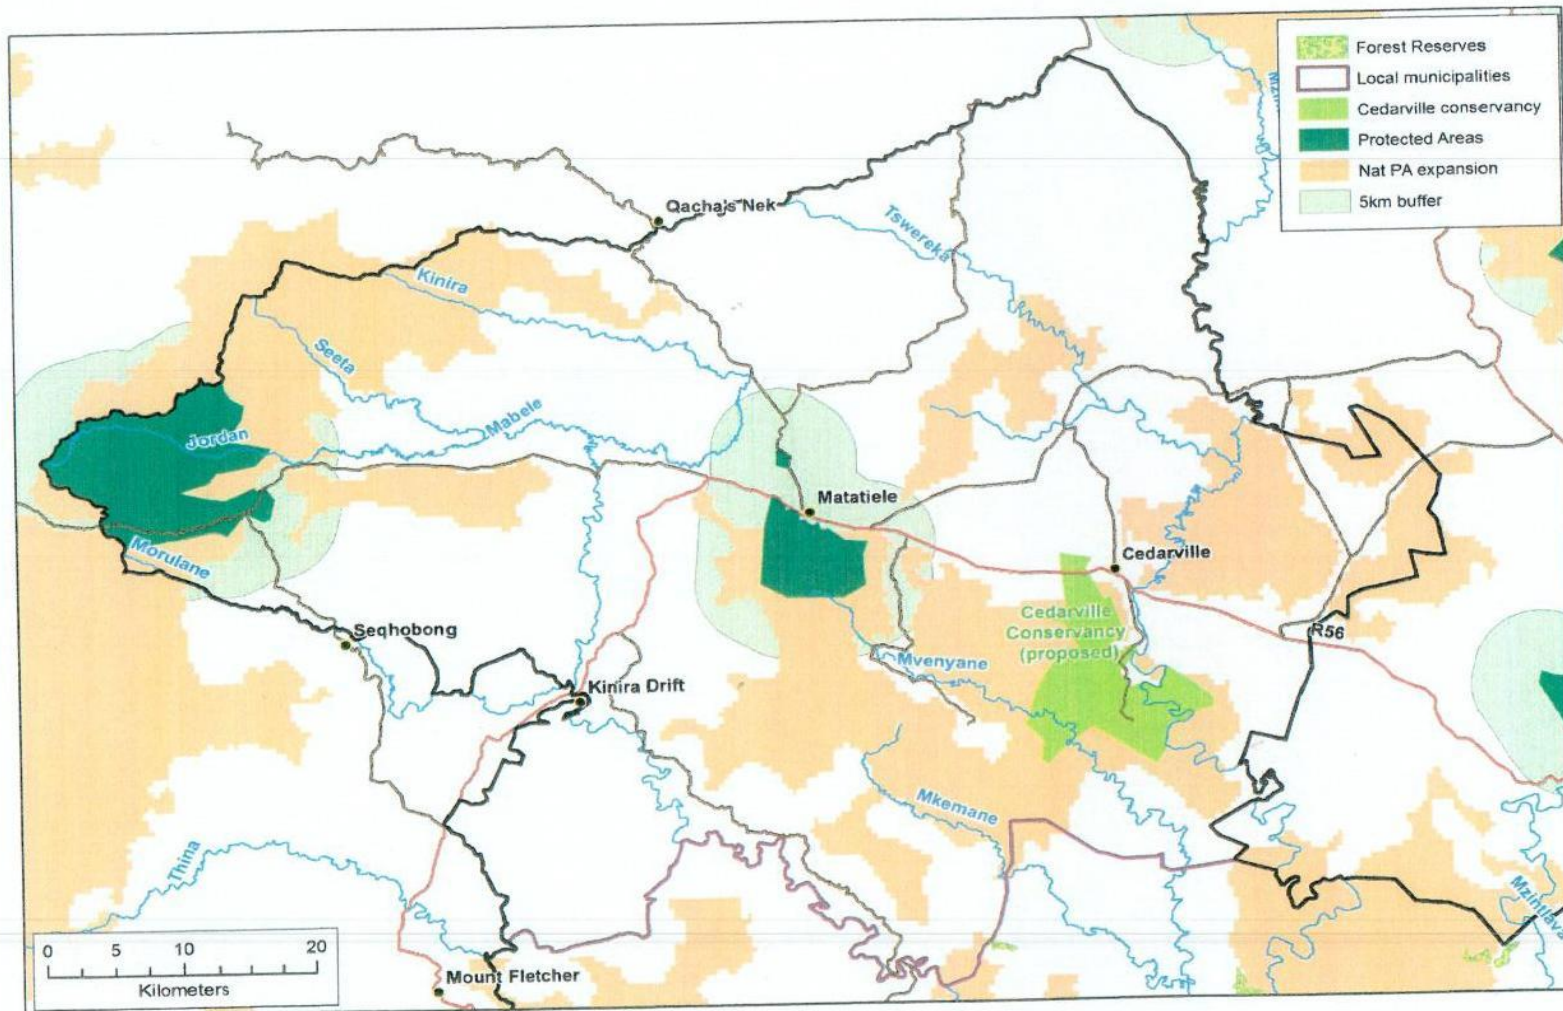 Forest Reserves
Local municipalities
Cedarville conservancy
Protected Areas
Nat PA expansion
5km buffer
Qacha's Nek
Tswereka
Kinira
Seeta
Mabele
Jordan
Matatiele
Morulane
Cedarville
Cedarville
Conservancy
(proposed)
Seqhobong
R56
Mvenyane
Kinira Drift
Mkemane
Thina
Mzintlava
0 5 10 20
Kilometers
Mount Fletcher